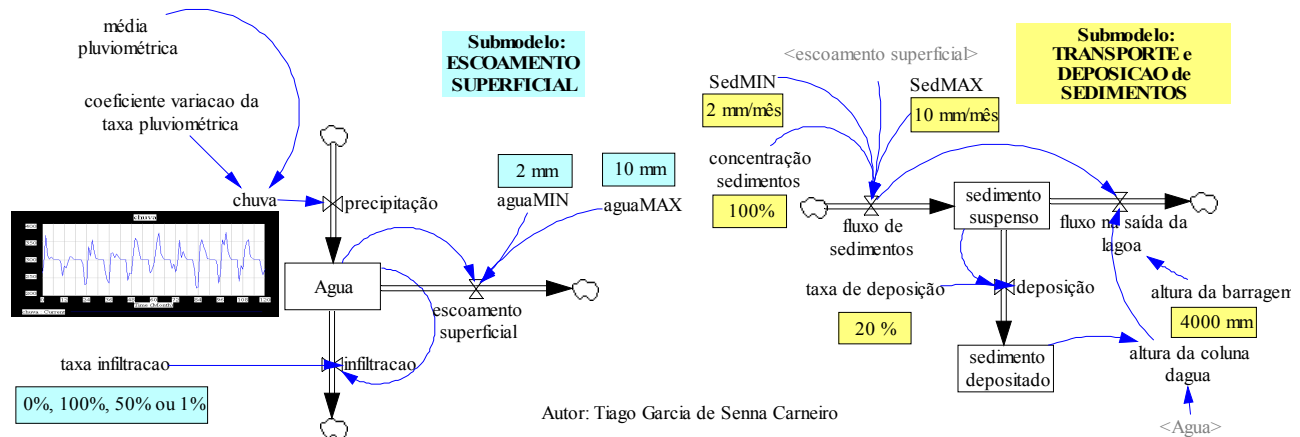 média
pluviométrica
coeficiente variacao da
taxa pluviométrica
Submodelo:
ESCOAMENTO
SUPERFICIAL
chuva
precipitação
2 mm
aguaMIN
10 mm
aguaMAX
chuva
Agua
escoamento
superficial
taxa infiltracao
infiltracao
0%, 100%, 50% ou 1%
Submodelo:
TRANSPORTE e
DEPOSICAO de
SEDIMENTOS
<escoamento superficial>
SedMIN
2 mm/mês
SedMAX
10 mm/mês
concentração
sedimentos
100%
fluxo de
sedimentos
sedimento
suspenso
fluxo na saída da
lagoa
taxa de deposição
deposição
20 %
altura da barragem
4000 mm
sedimento
depositado
altura da coluna
dagua
<Agua>
Autor: Tiago Garcia de Senna Carneiro